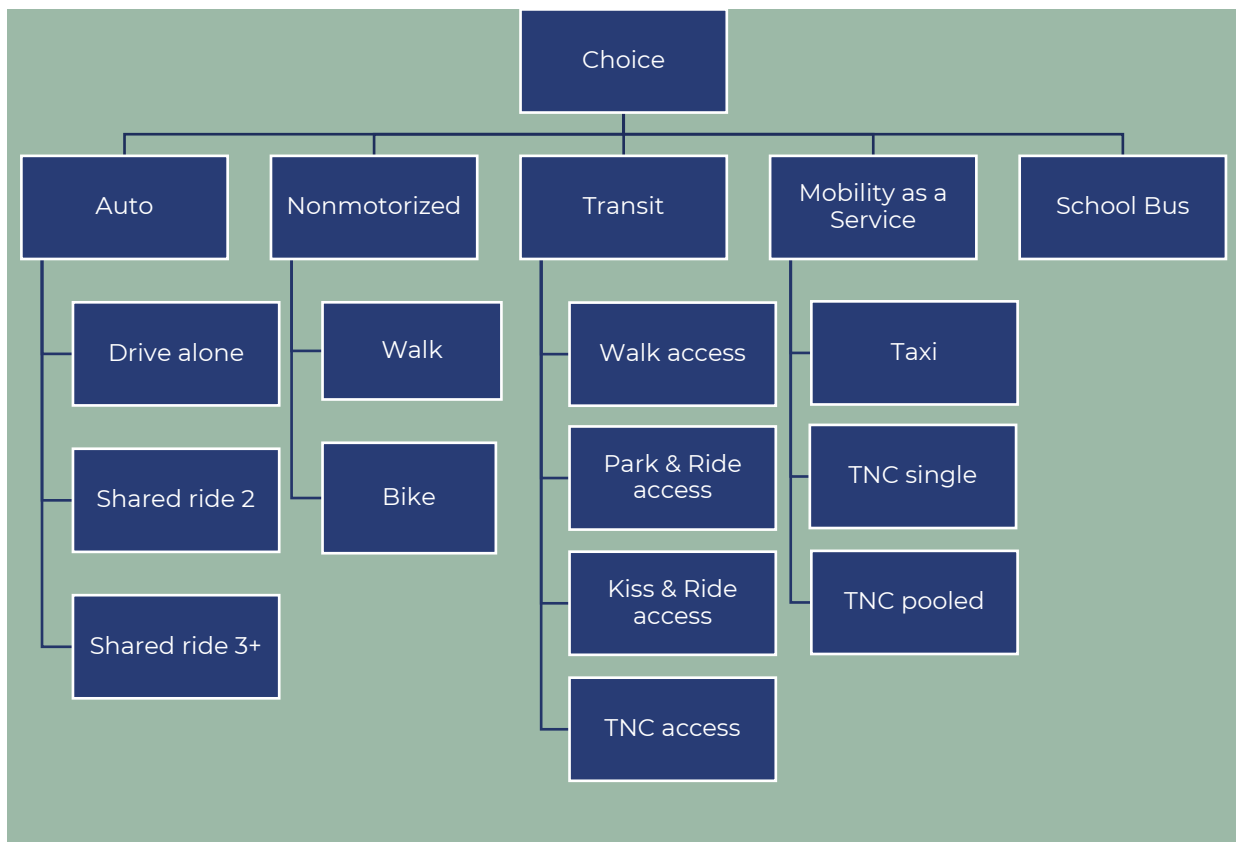 Choice
Auto
Nonmotorized
Transit
Mobility as a
Service
School Bus
Drive alone
Shared ride 2
Shared ride 3+
Walk
Bike
Walk access
Park & Ride
access
Kiss & Ride
access
TNC access
Taxi
TNC single
TNC pooled